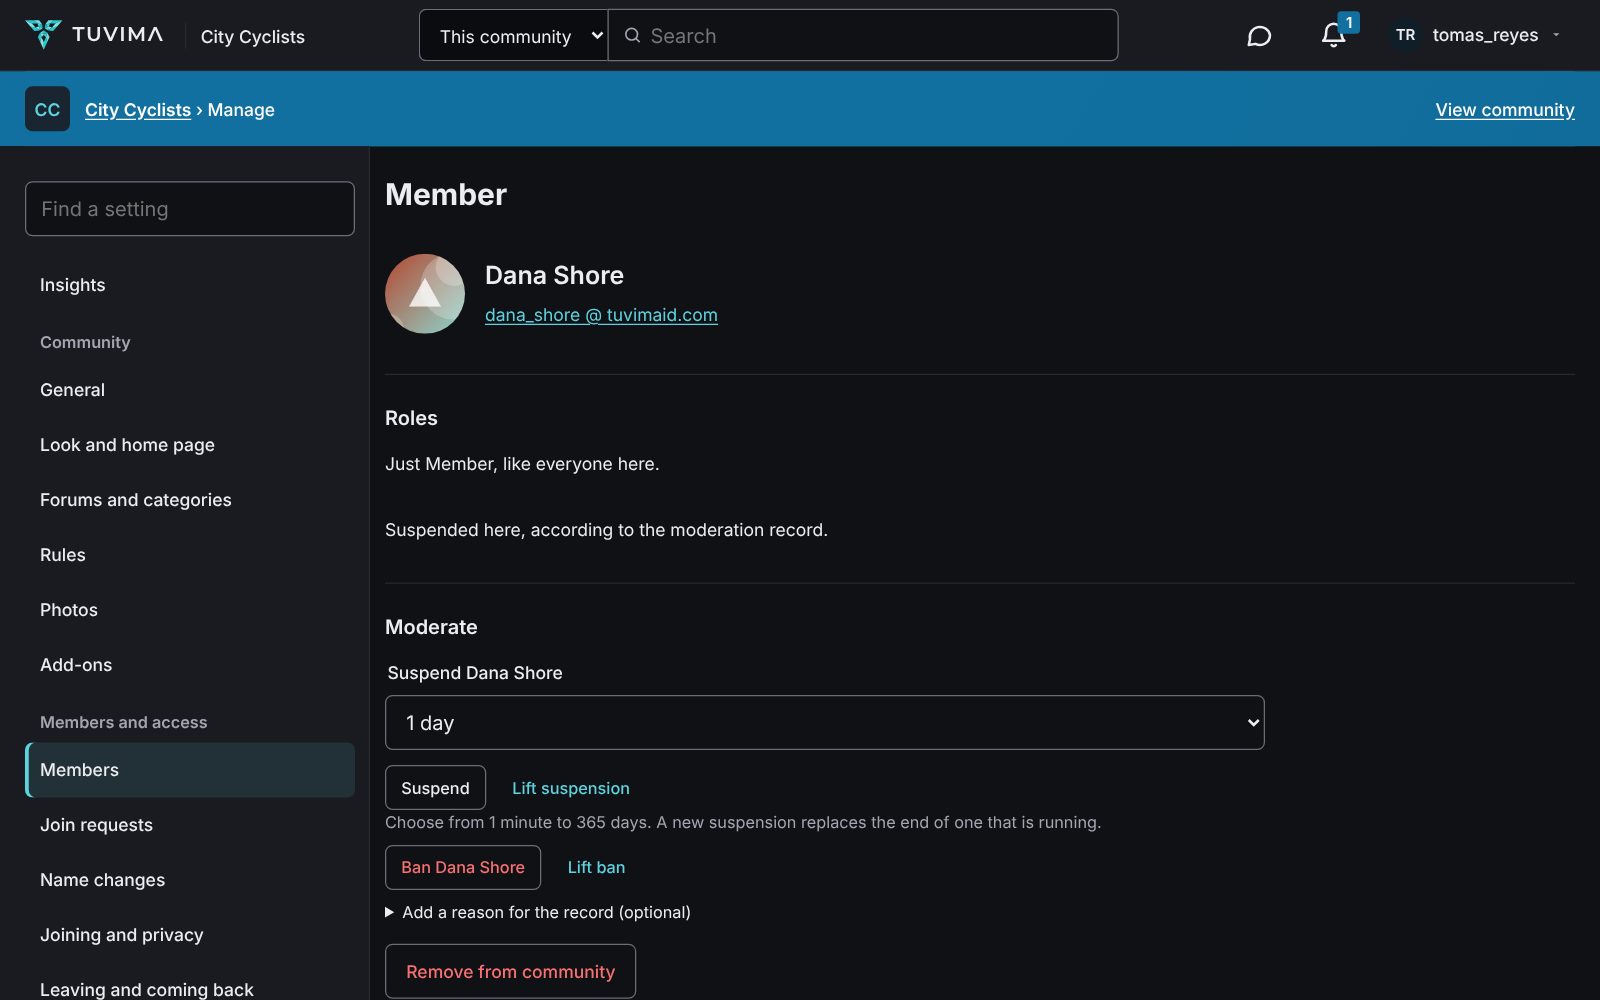 TUVIMA
City Cyclists
This community
Search
1
TR
tomas_reyes
CC
City Cyclists › Manage
View community
Find a setting
Insights
Community
General
Look and home page
Forums and categories
Rules
Photos
Add-ons
Members and access
Members
Join requests
Name changes
Joining and privacy
Leaving and coming back
Member
Dana Shore
dana_shore @ tuvimaid.com
Roles
Just Member, like everyone here.
Suspended here, according to the moderation record.
Moderate
Suspend Dana Shore
1 day
Suspend
Lift suspension
Choose from 1 minute to 365 days. A new suspension replaces the end of one that is running.
Ban Dana Shore
Lift ban
Add a reason for the record (optional)
Remove from community